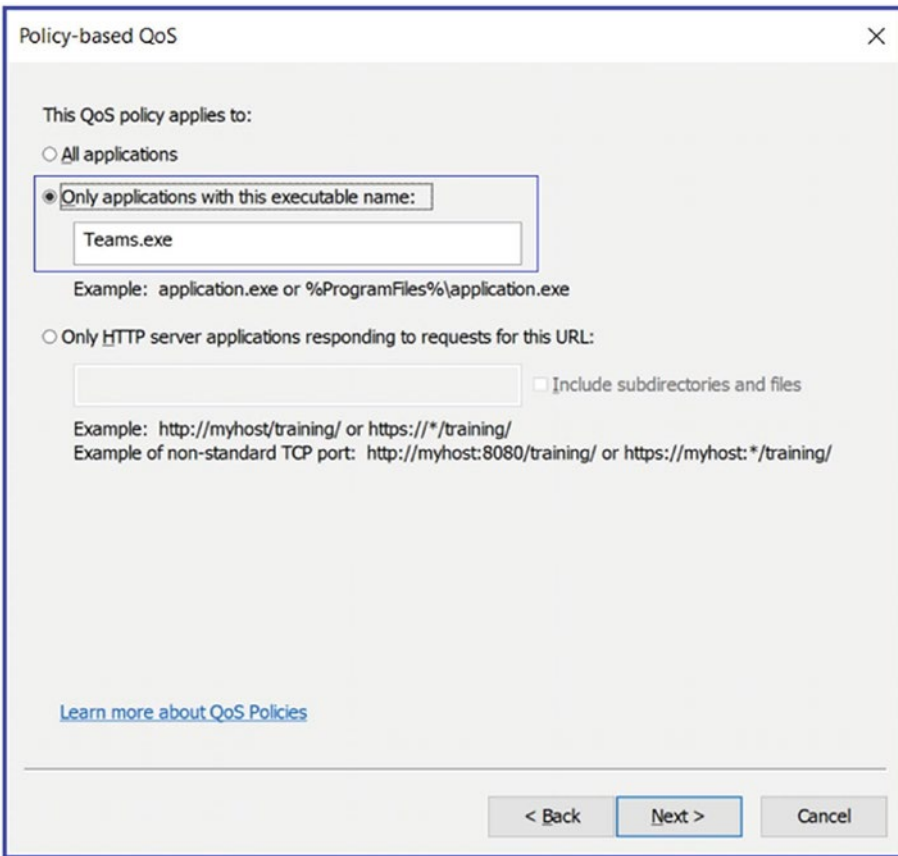 Policy-based QoS
This QoS policy applies to:
All applications
Only applications with this executable name:
Teams.exe
Example: application.exe or %ProgramFiles%\application.exe
Only HTTP server applications responding to requests for this URL:
Include subdirectories and files
Example: http://myhost/training/ or https://*/training/
Example of non-standard TCP port: http://myhost:8080/training/ or https://myhost:*/training/
Learn more about QoS Policies
< Back Next > Cancel